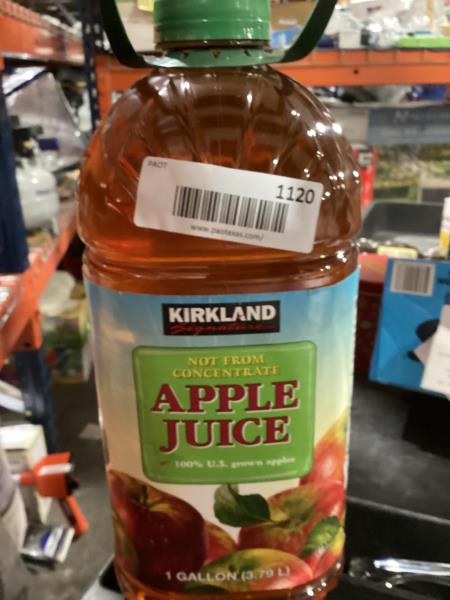 PAOT
1120
www.paotexas.com/
KIRKLAND
Signature
NOT FROM
CONCENTRATE
APPLE
JUICE
100% U.S. grown apples
1 GALLON (3.79 L)